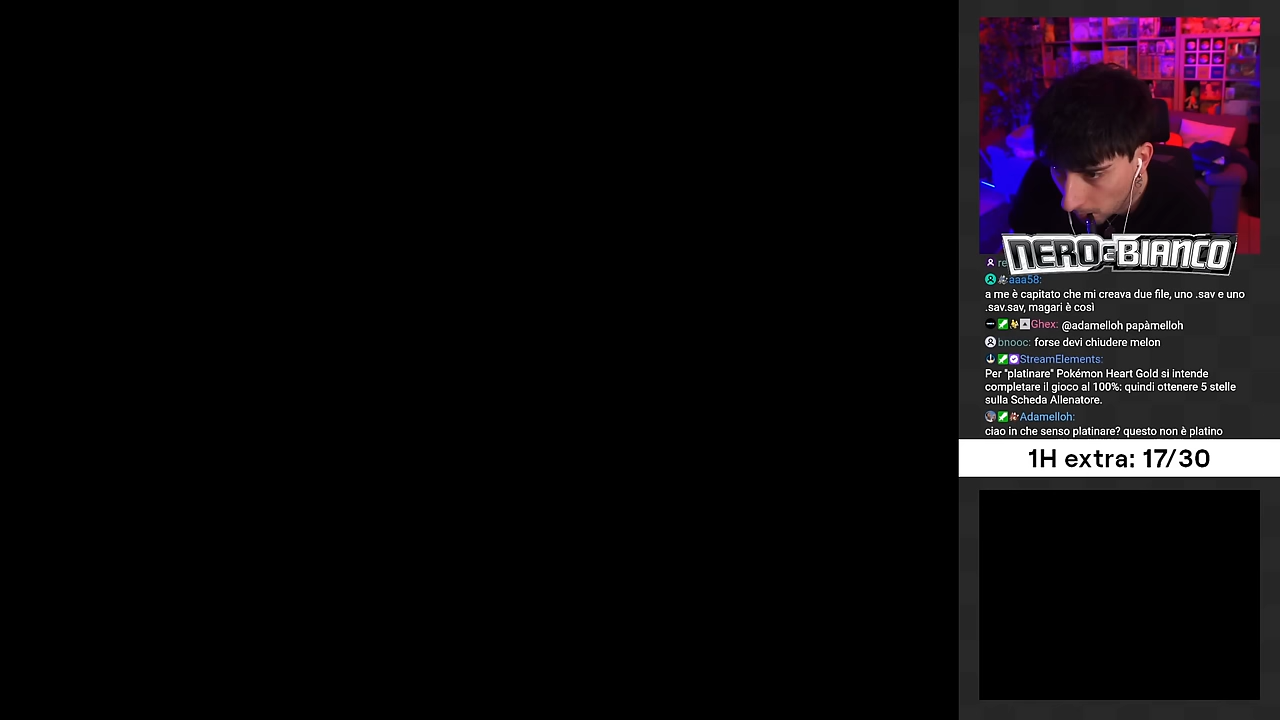 NERO E BIANCO
re
aaa58:
a me è capitato che mi creava due file, uno .sav e uno
.sav.sav, magari è così
Ghex: @adamelloh papàmelloh
bnooc: forse devi chiudere melon
StreamElements:
Per "platinare" Pokémon Heart Gold si intende
completare il gioco al 100%: quindi ottenere 5 stelle
sulla Scheda Allenatore.
Adamelloh:
ciao in che senso platinare? questo non è platino
1H extra: 17/30